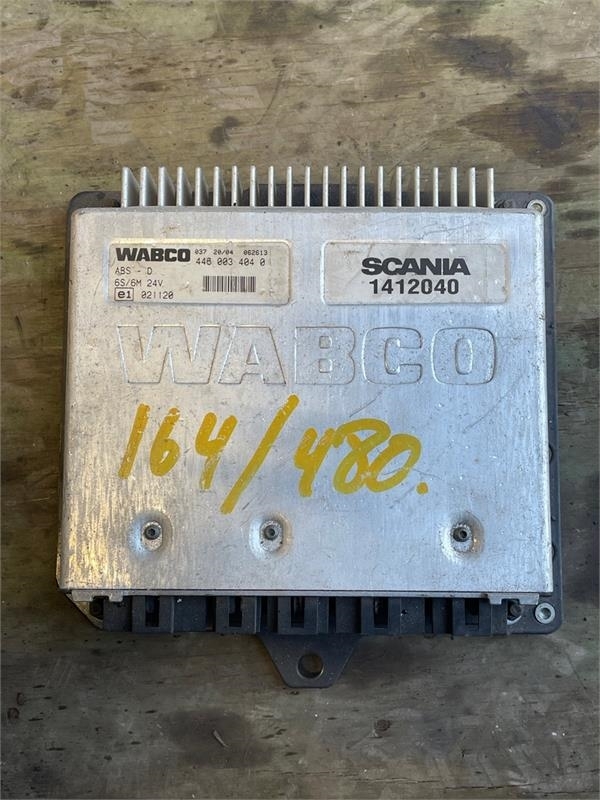 WABCO 037 20/04 062613
446 003 404 0
ABS - D
6S/6M 24V
e1 021120
SCANIA
1412040
WABCO
164/480.